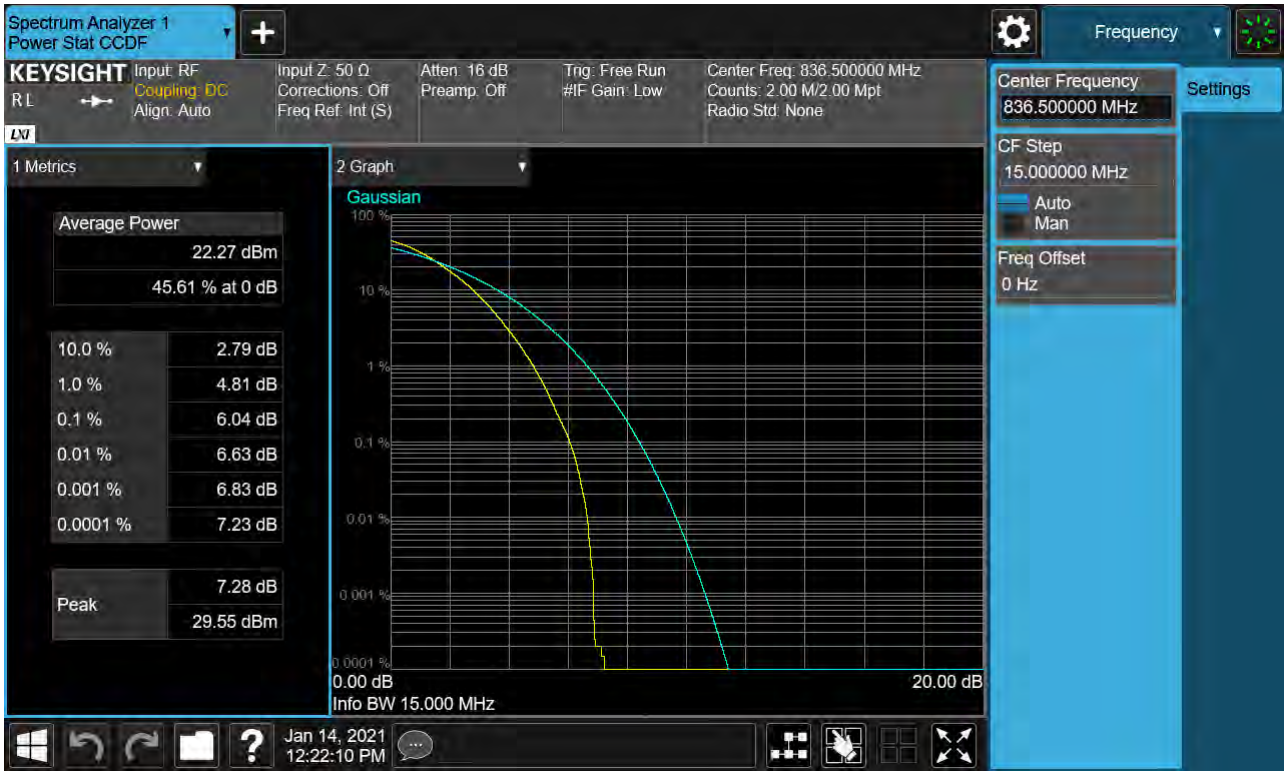 Spectrum Analyzer 1
Power Stat CCDF
Frequency
KEYSIGHT
RL
LXI
Input: RF
Coupling: DC
Align: Auto
Input Z: 50 Ω
Corrections: Off
Freq Ref: Int (S)
Atten: 16 dB
Preamp: Off
Trig: Free Run
#IF Gain: Low
Center Freq: 836.500000 MHz
Counts: 2.00 M/2.00 Mpt
Radio Std: None
Center Frequency
836.500000 MHz
Settings
CF Step
15.000000 MHz
Auto
Man
Freq Offset
0 Hz
1 Metrics
Average Power
22.27 dBm
45.61 % at 0 dB
10.0 % 2.79 dB
1.0 % 4.81 dB
0.1 % 6.04 dB
0.01 % 6.63 dB
0.001 % 6.83 dB
0.0001 % 7.23 dB
Peak
7.28 dB
29.55 dBm
2 Graph
Gaussian
100 %
10 %
1 %
0.1 %
0.01 %
0.001 %
0.0001 %
0.00 dB 20.00 dB
Info BW 15.000 MHz
?
Jan 14, 2021
12:22:10 PM